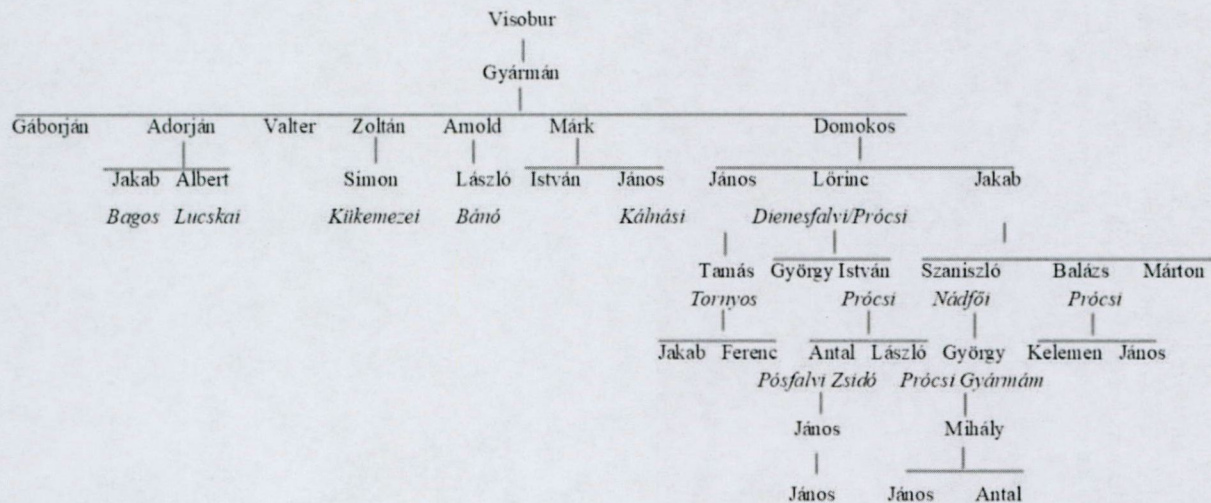 Visobur
Gyármán
Gáborján Adorján Valter Zoltán Arnold Márk Domokos
Jakab Albert Simon László István János János Lőrinc Jakab
Bagos Lucskai Kükemezei Bánó Kálnási Dienesfalvi/Prócsi
Tamás György István Szaniszló Balázs Márton
Tornyos Prócsi Nádfői Prócsi
Jakab Ferenc Antal László György Kelemen János
Pósfalvi Zsidó Prócsi Gyármám
János Mihály
János János Antal